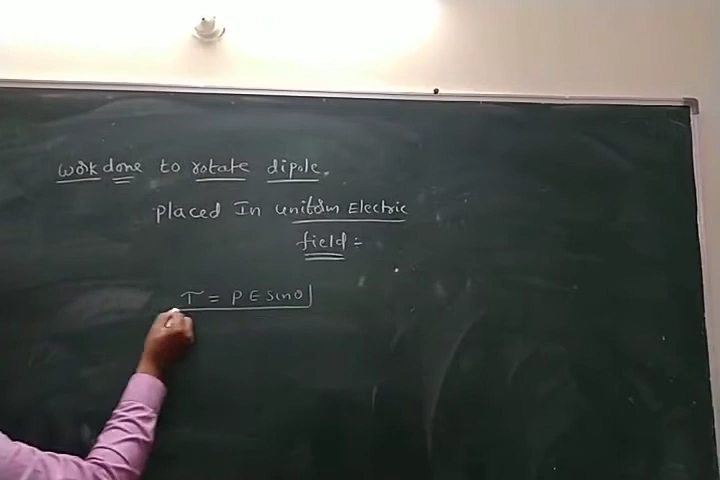 work done to rotate dipole.
placed In uniform Electric
field :-
τ = P E Sinθ